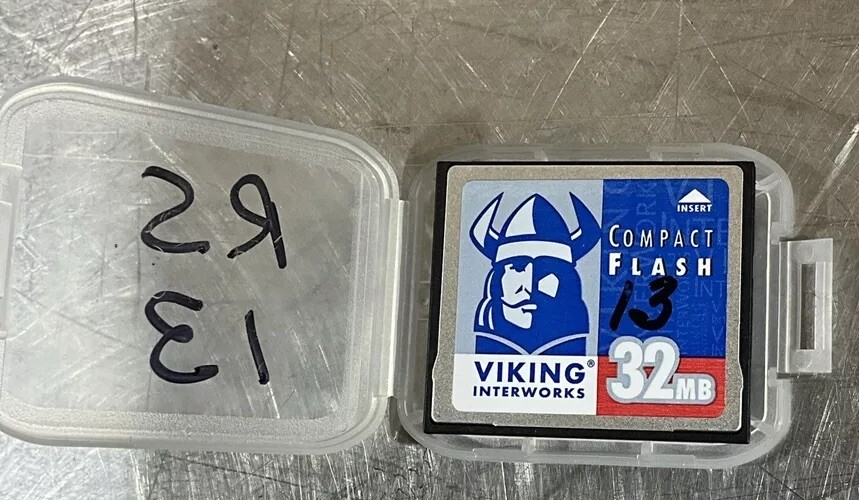 RS
13
INSERT
COMPACT
FLASH
13
VIKING®
INTERWORKS
32MB